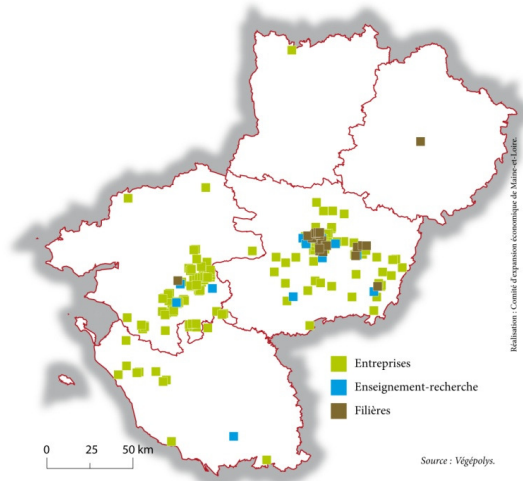 Réalisation : Comité d'expansion économique de Maine-et-Loire.
Entreprises
Enseignement-recherche
Filières
0 25 50 km
Source : Végépolys.